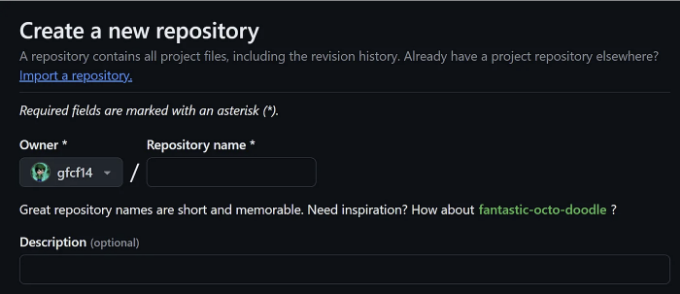 Create a new repository
A repository contains all project files, including the revision history. Already have a project repository elsewhere?
Import a repository.
Required fields are marked with an asterisk (*).
Owner * Repository name *
gfcf14 /
Great repository names are short and memorable. Need inspiration? How about fantastic-octo-doodle ?
Description (optional)